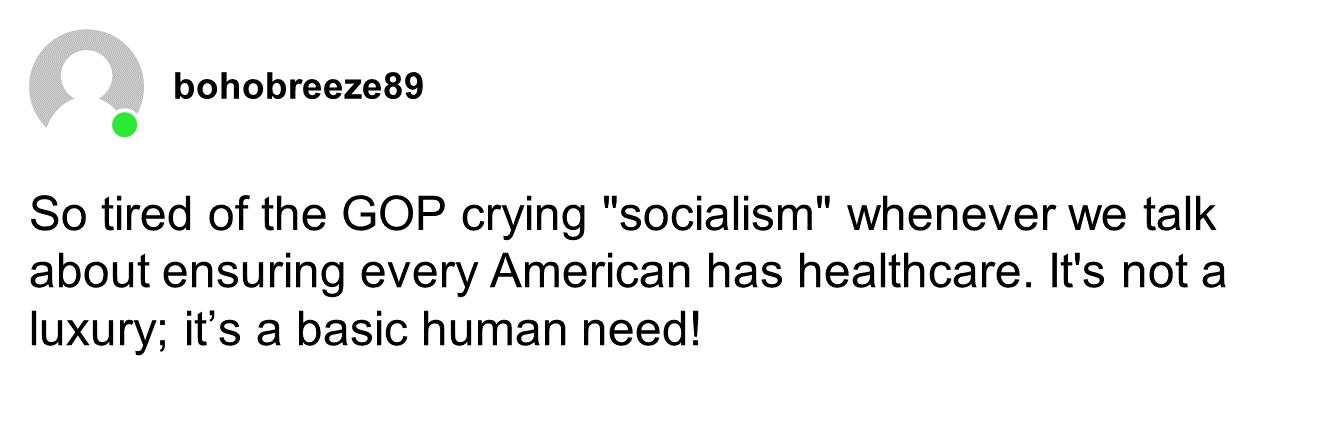 bohobreeze89
So tired of the GOP crying "socialism" whenever we talk
about ensuring every American has healthcare. It's not a
luxury; it’s a basic human need!